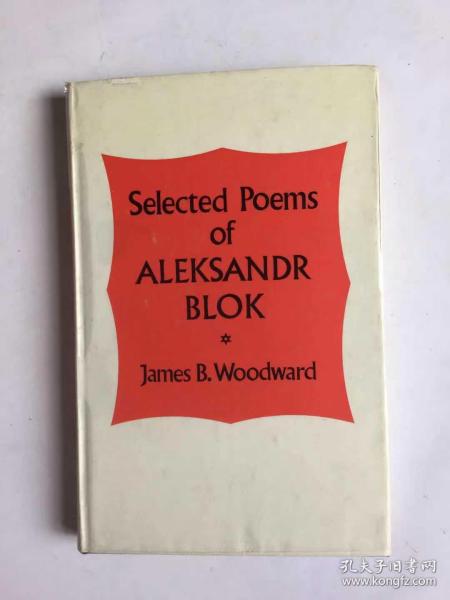 Selected Poems
of
ALEKSANDR
BLOK
James B. Woodward
孔夫子旧书网
www.kongfz.com